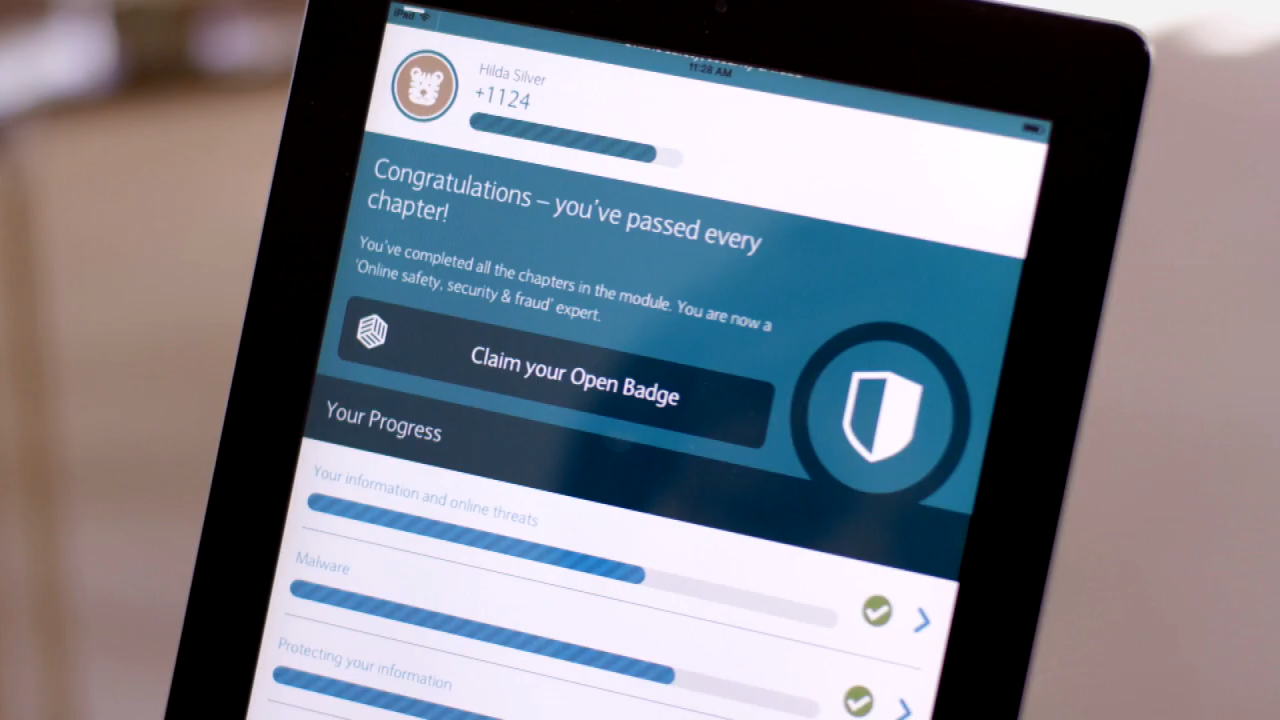 iPad
11:28 AM
Hilda Silver
+1124
Congratulations – you've passed every
chapter!
You've completed all the chapters in the module. You are now a
'Online safety, security & fraud' expert.
Claim your Open Badge
Your Progress
Your information and online threats
Malware
Protecting your information